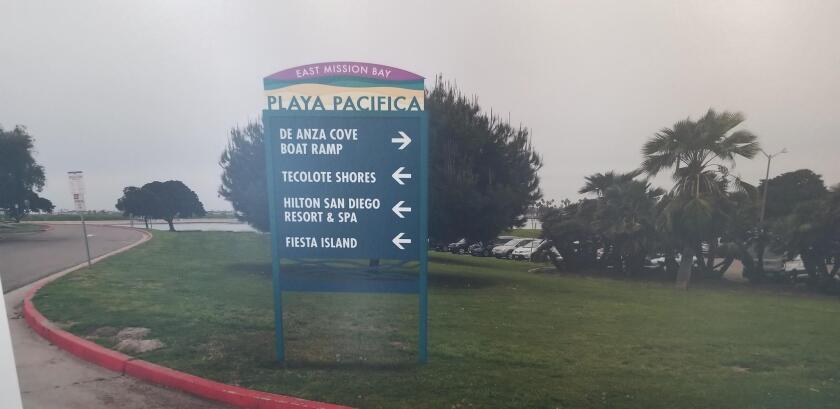 EAST MISSION BAY
PLAYA PACIFICA
DE ANZA COVE
BOAT RAMP
TECOLOTE SHORES
HILTON SAN DIEGO
RESORT & SPA
FIESTA ISLAND